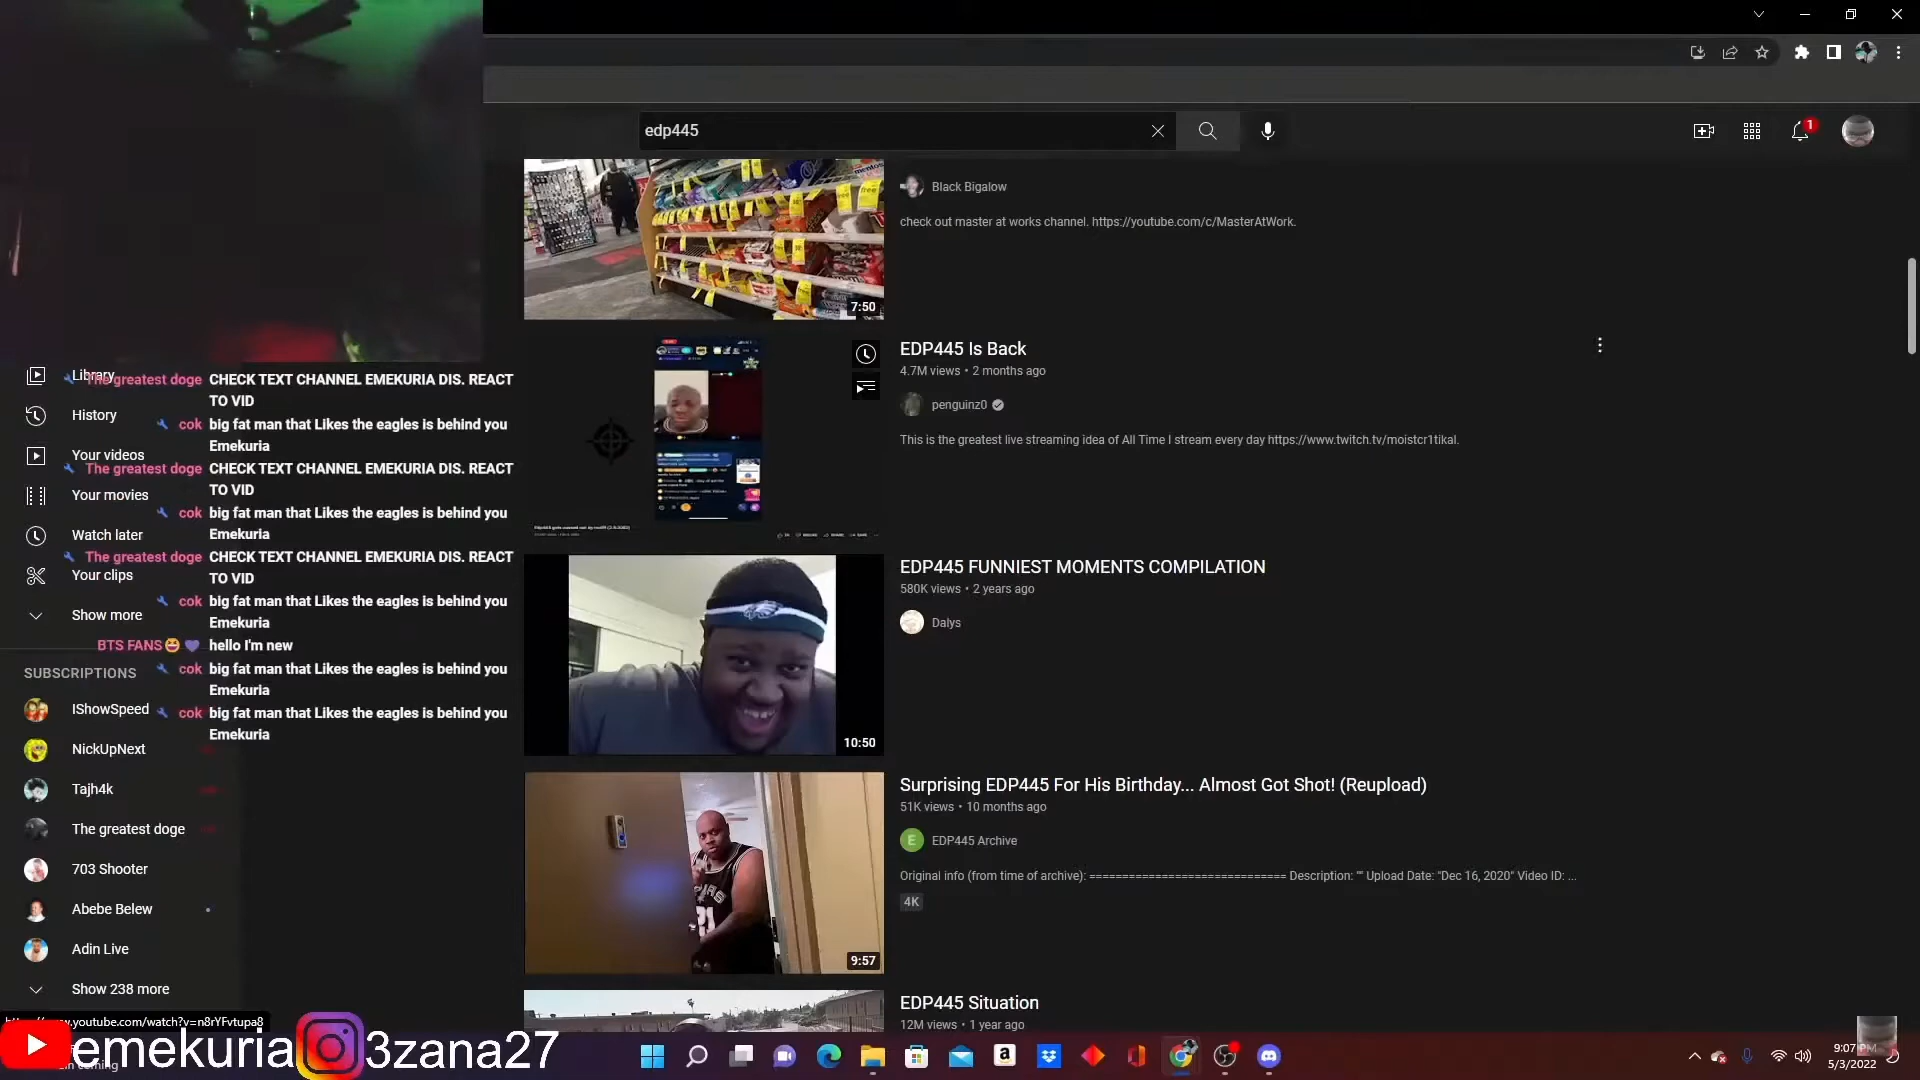 edp445
1
Black Bigalow
check out master at works channel. https://youtube.com/c/MasterAtWork.
7:50
EDP445 Is Back
4.7M views • 2 months ago
penguinz0
This is the greatest live streaming idea of All Time I stream every day https://www.twitch.tv/moistcr1tikal.
EDP445 FUNNIEST MOMENTS COMPILATION
580K views • 2 years ago
Dalys
10:50
Surprising EDP445 For His Birthday... Almost Got Shot! (Reupload)
51K views • 10 months ago
E
EDP445 Archive
Original info (from time of archive): ============================= Description: "" Upload Date: "Dec 16, 2020" Video ID: ...
4K
9:57
EDP445 Situation
12M views • 1 year ago
Library
History
Your videos
Your movies
Watch later
Your clips
Show more
SUBSCRIPTIONS
IShowSpeed
NickUpNext
Tajh4k
The greatest doge
703 Shooter
Abebe Belew
Adin Live
Show 238 more
The greatest doge CHECK TEXT CHANNEL EMEKURIA DIS. REACT
TO VID
cok big fat man that Likes the eagles is behind you
Emekuria
The greatest doge CHECK TEXT CHANNEL EMEKURIA DIS. REACT
TO VID
cok big fat man that Likes the eagles is behind you
Emekuria
The greatest doge CHECK TEXT CHANNEL EMEKURIA DIS. REACT
TO VID
cok big fat man that Likes the eagles is behind you
Emekuria
BTS FANS😆💜 hello I'm new
cok big fat man that Likes the eagles is behind you
Emekuria
cok big fat man that Likes the eagles is behind you
Emekuria
.youtube.com/watch?v=n8rYFvtupa8
emekuria
3zana27
9:07 PM
5/3/2022